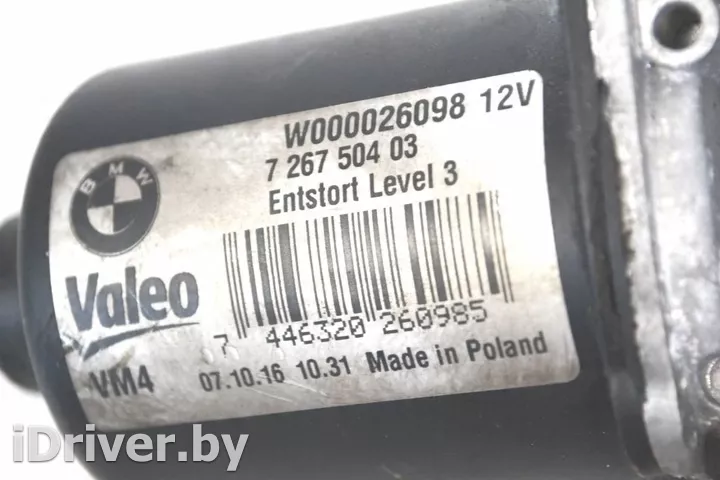 W000026098 12V
7 267 504 03
Entstort Level 3
BMW
Valeo
7 446320 260985
VM4
07.10.16 10.31 Made in Poland
iDriver.by